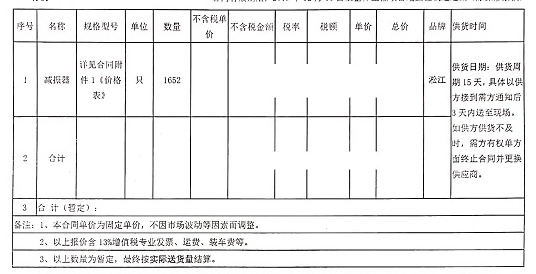 序号 名称 规格型号 单位 数量 不含税单价 不含税金额 税率 税额 单价 总价 品牌 供货时间
1 减振器 详见合同附件1《价格表》 只 1652 淞江
供货日期：供货周期15天，具体以供方接到需方通知后3天内送至现场。如供方供货不及时，需方有权单方面终止合同并更换供应商。
2 合计
3 合 计（暂定）：
备注：1、本合同单价为固定单价，不因市场波动等因素而调整。
2、以上报价含13%增值税专业发票、运费、装车费等。
3、以上数量为暂定，最终按实际送货量结算。